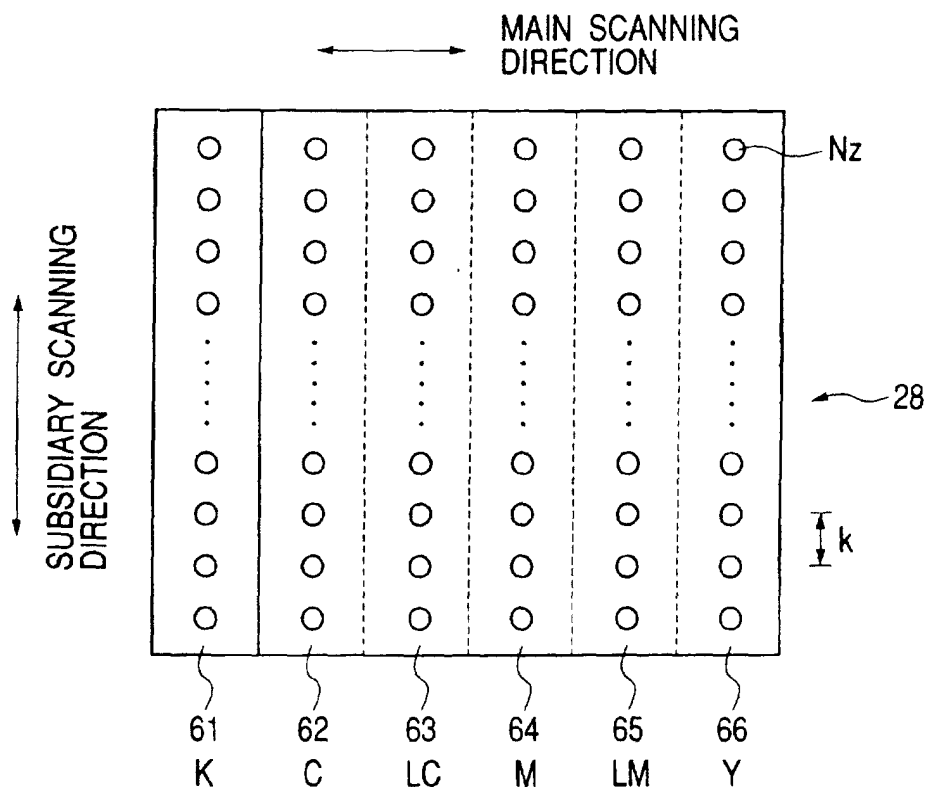 MAIN SCANNING
DIRECTION
Nz
SUBSIDIARY SCANNING
DIRECTION
28
k
61 62 63 64 65 66
K C LC M LM Y